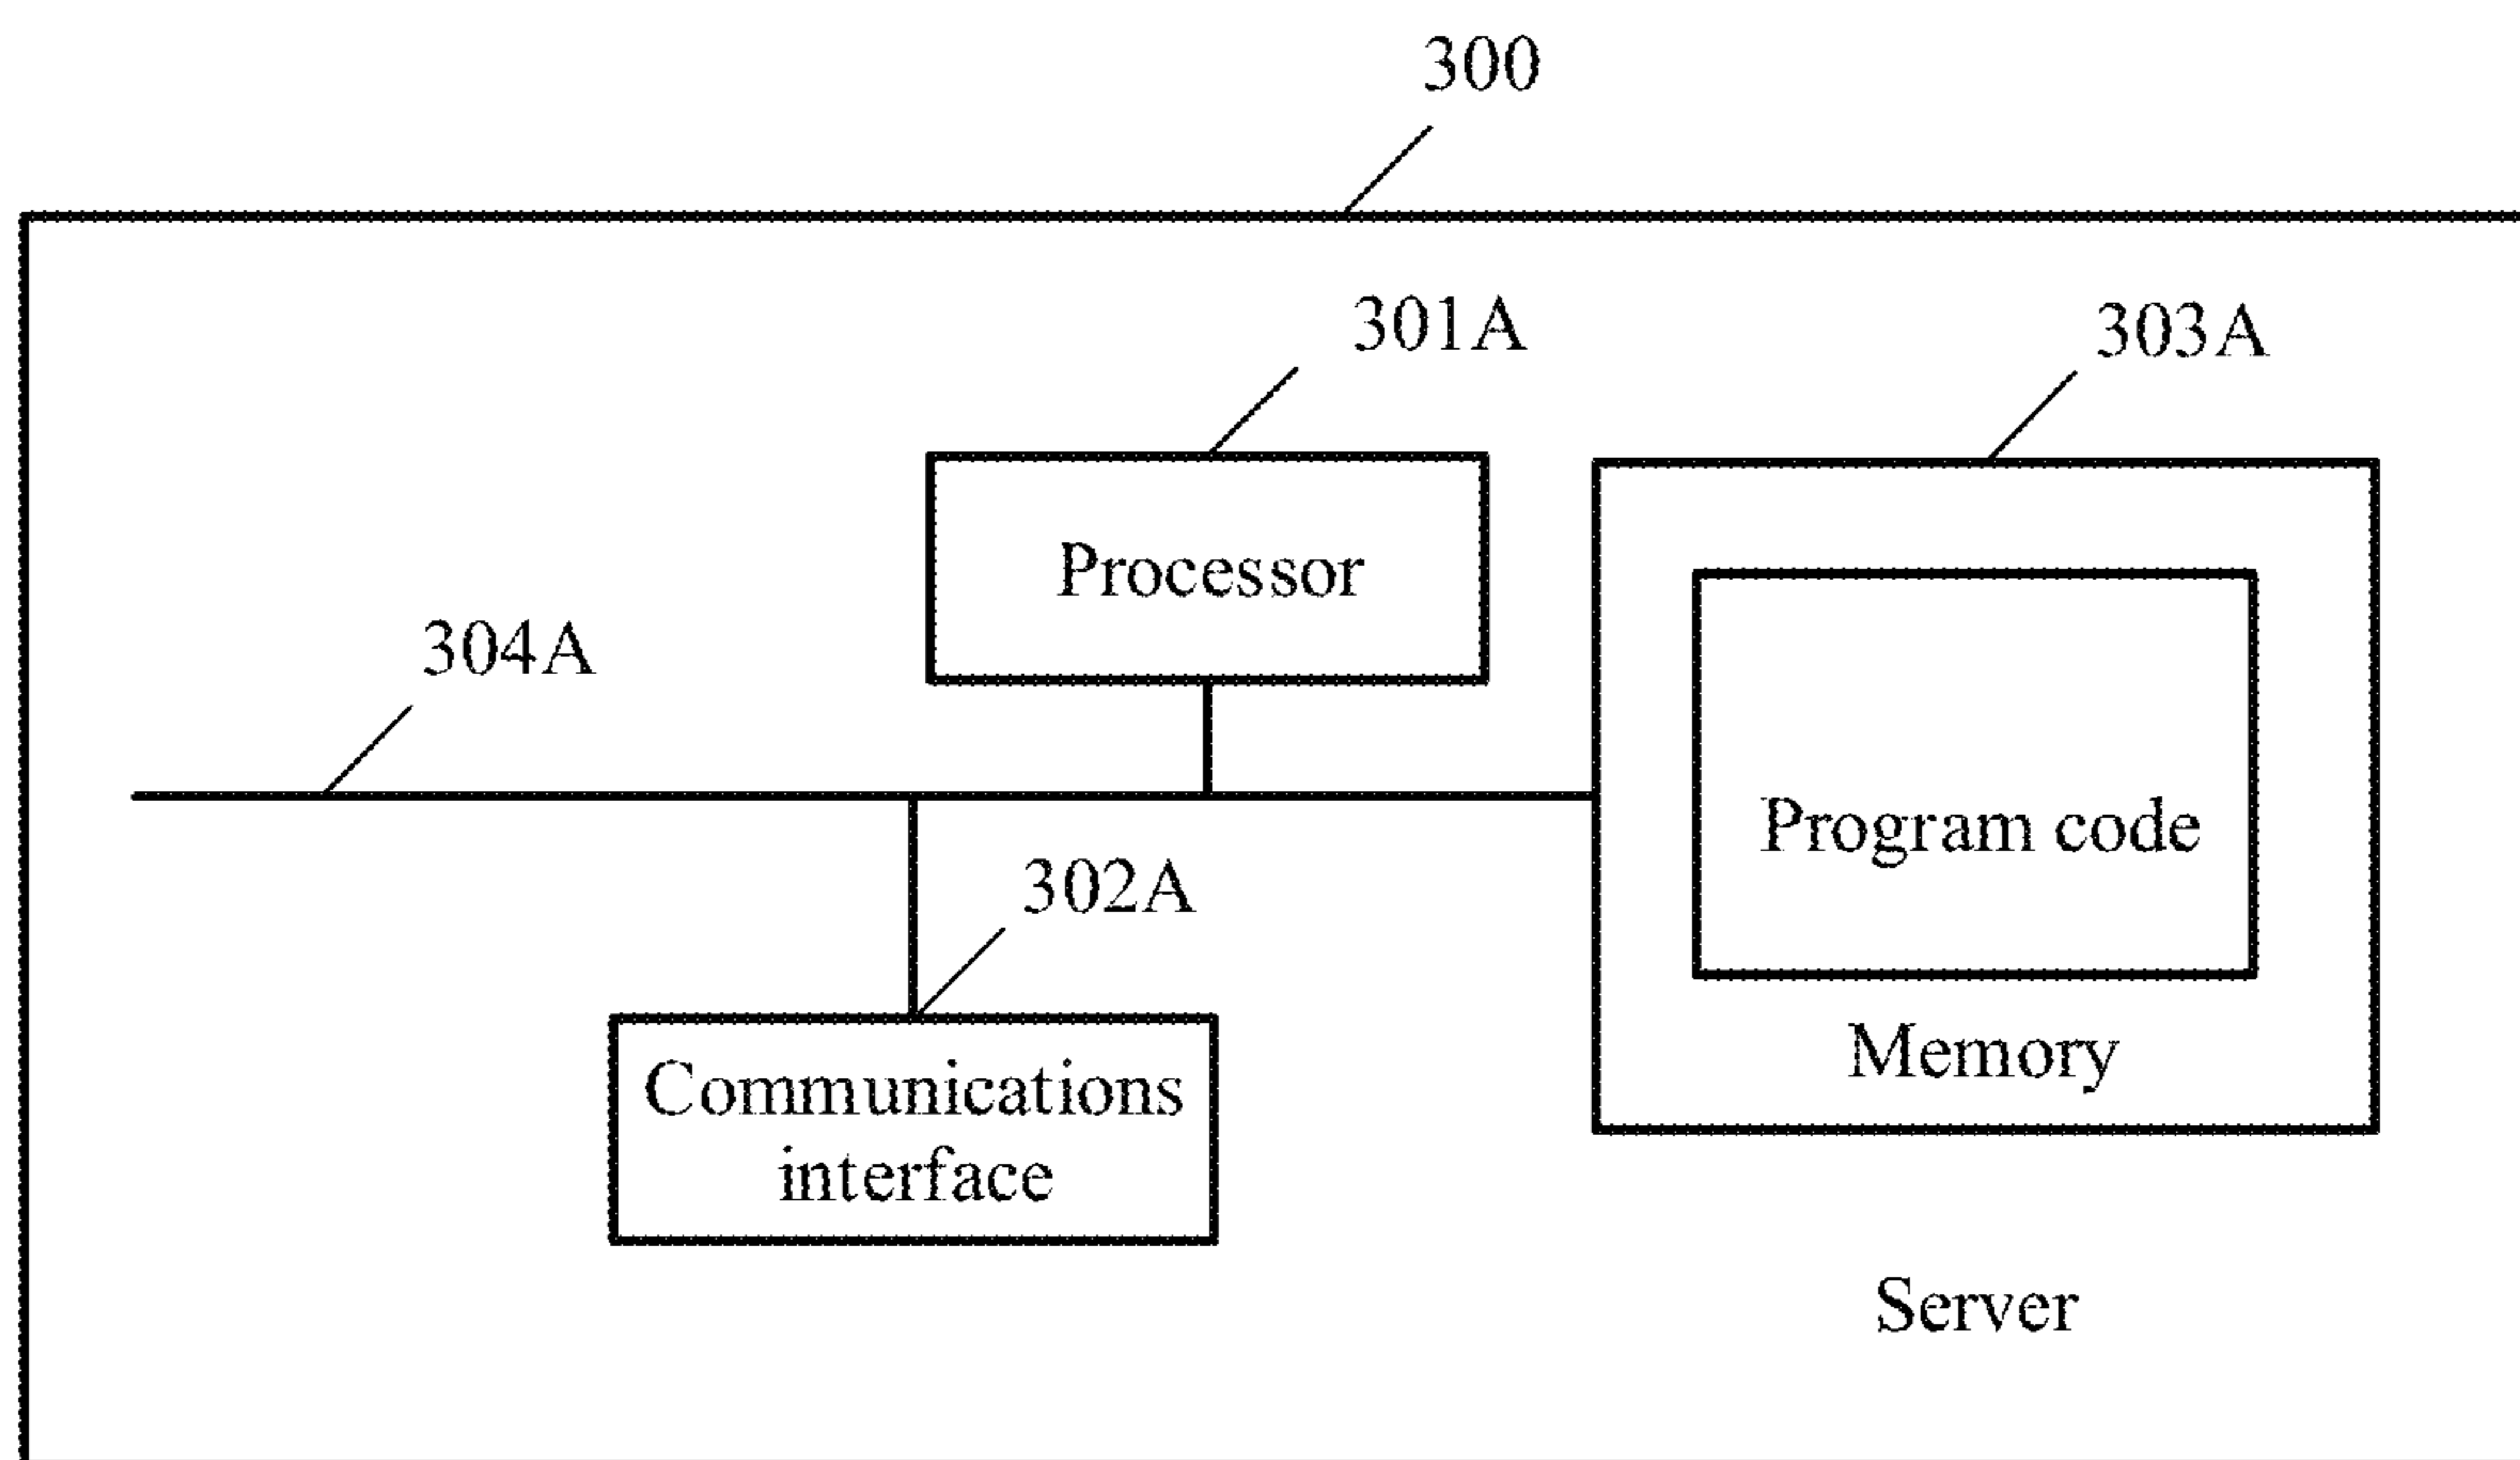 300
301A
303A
Processor
304A
Program code
302A
Memory
Communications
interface
Server